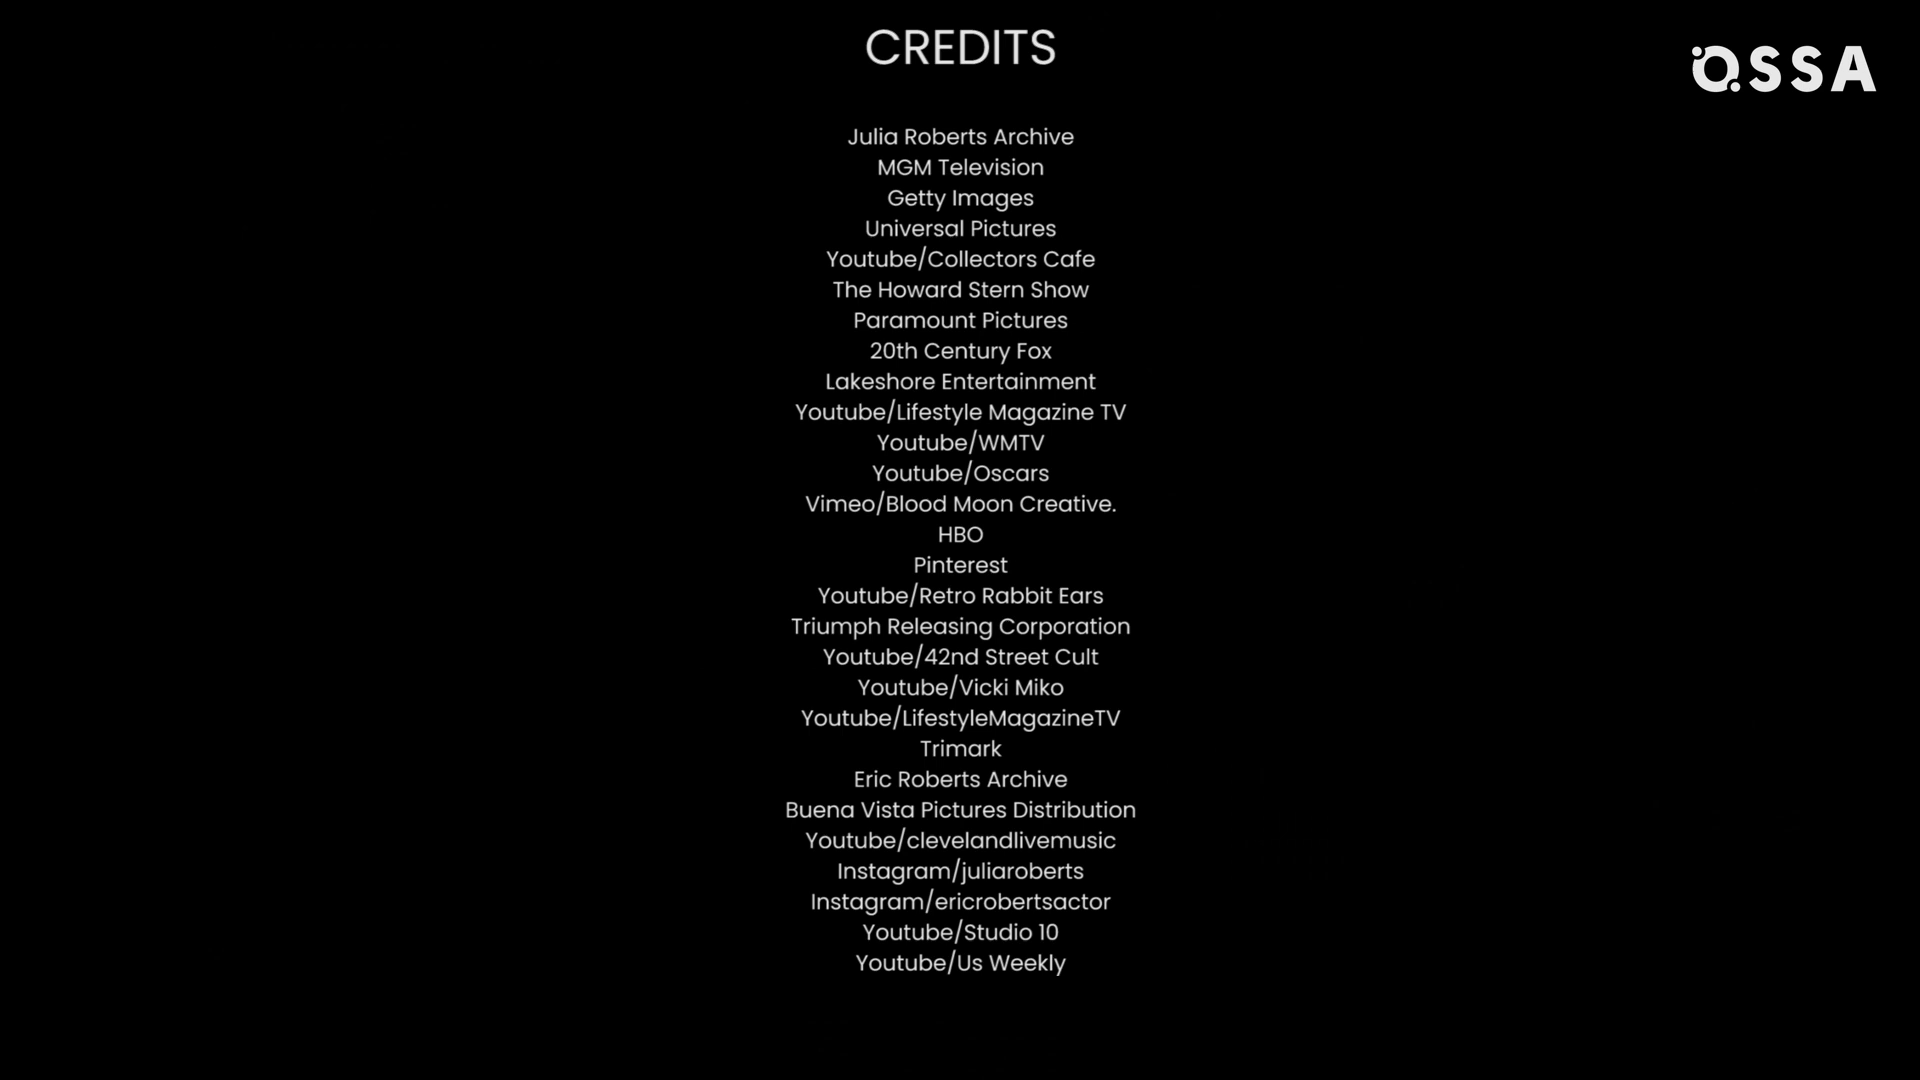 CREDITS
OSSA
Julia Roberts Archive
MGM Television
Getty Images
Universal Pictures
Youtube/Collectors Cafe
The Howard Stern Show
Paramount Pictures
20th Century Fox
Lakeshore Entertainment
Youtube/Lifestyle Magazine TV
Youtube/WMTV
Youtube/Oscars
Vimeo/Blood Moon Creative.
HBO
Pinterest
Youtube/Retro Rabbit Ears
Triumph Releasing Corporation
Youtube/42nd Street Cult
Youtube/Vicki Miko
Youtube/LifestyleMagazineTV
Trimark
Eric Roberts Archive
Buena Vista Pictures Distribution
Youtube/clevelandlivemusic
Instagram/juliaroberts
Instagram/ericrobertsactor
Youtube/Studio 10
Youtube/Us Weekly